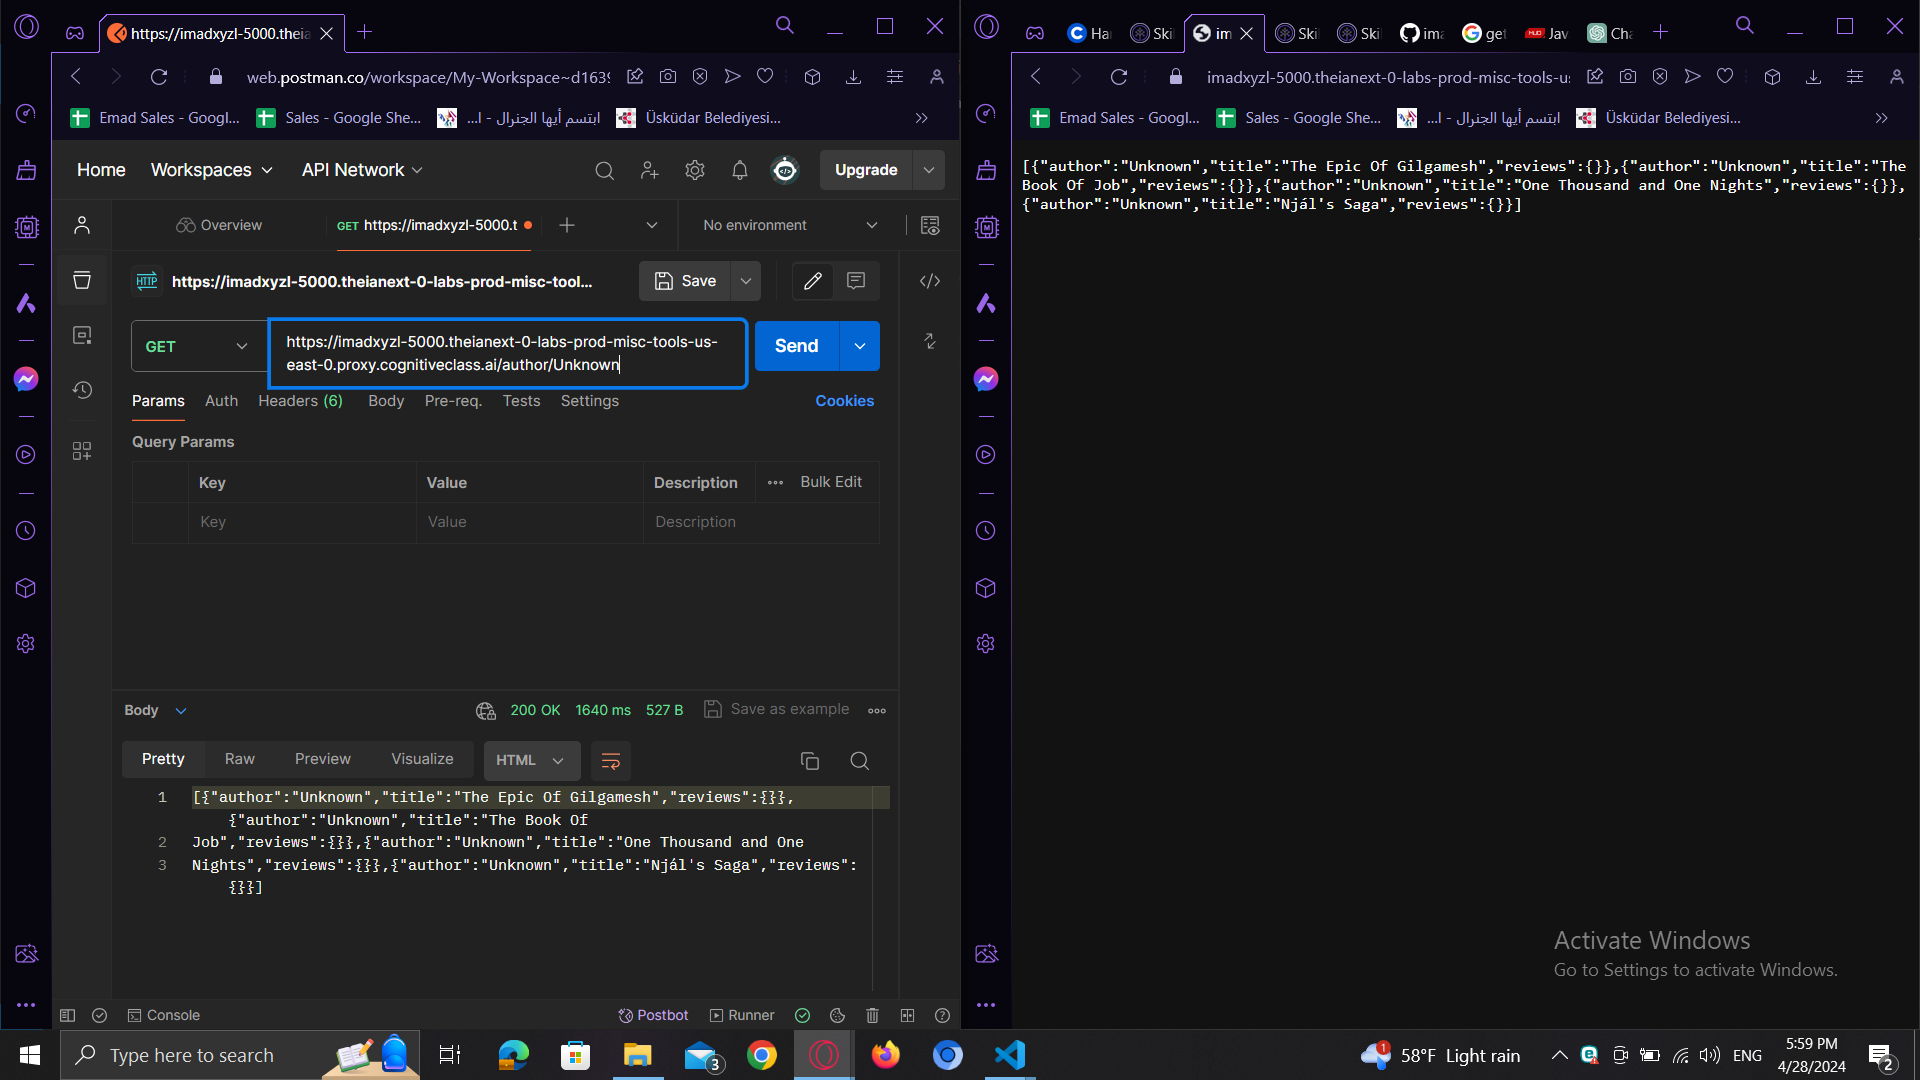 https://imadxyzl-5000.theia
web.postman.co/workspace/My-Workspace~d1639
Emad Sales - Googl...
Sales - Google She...
ابتسم أيها الجنرال - ا...
Üsküdar Belediyesi...
Home
Workspaces
API Network
Upgrade
Overview
GET https://imadxyzl-5000.t
No environment
HTTP
https://imadxyzl-5000.theianext-0-labs-prod-misc-tool...
Save
GET
https://imadxyzl-5000.theianext-0-labs-prod-misc-tools-us-
east-0.proxy.cognitiveclass.ai/author/Unknown
Send
Params
Auth
Headers (6)
Body
Pre-req.
Tests
Settings
Cookies
Query Params
Key
Value
Description
Bulk Edit
Key
Value
Description
Body
200 OK
1640 ms
527 B
Save as example
Pretty
Raw
Preview
Visualize
HTML
1 [{"author":"Unknown","title":"The Epic Of Gilgamesh","reviews":{}},
{"author":"Unknown","title":"The Book Of
2 Job","reviews":{}},{"author":"Unknown","title":"One Thousand and One
3 Nights","reviews":{}},{"author":"Unknown","title":"Njál's Saga","reviews":
{}}]
Console
Postbot
Runner
Ha
Ski
im
Ski
Ski
ima
get
Jav
Cha
imadxyzl-5000.theianext-0-labs-prod-misc-tools-u
Emad Sales - Googl...
Sales - Google She...
ابتسم أيها الجنرال - ا...
Üsküdar Belediyesi...
[{"author":"Unknown","title":"The Epic Of Gilgamesh","reviews":{}},{"author":"Unknown","title":"The
Book Of Job","reviews":{}},{"author":"Unknown","title":"One Thousand and One Nights","reviews":{}},
{"author":"Unknown","title":"Njál's Saga","reviews":{}}]
Activate Windows
Go to Settings to activate Windows.
Type here to search
3
1
58°F Light rain
ENG
5:59 PM
4/28/2024
2